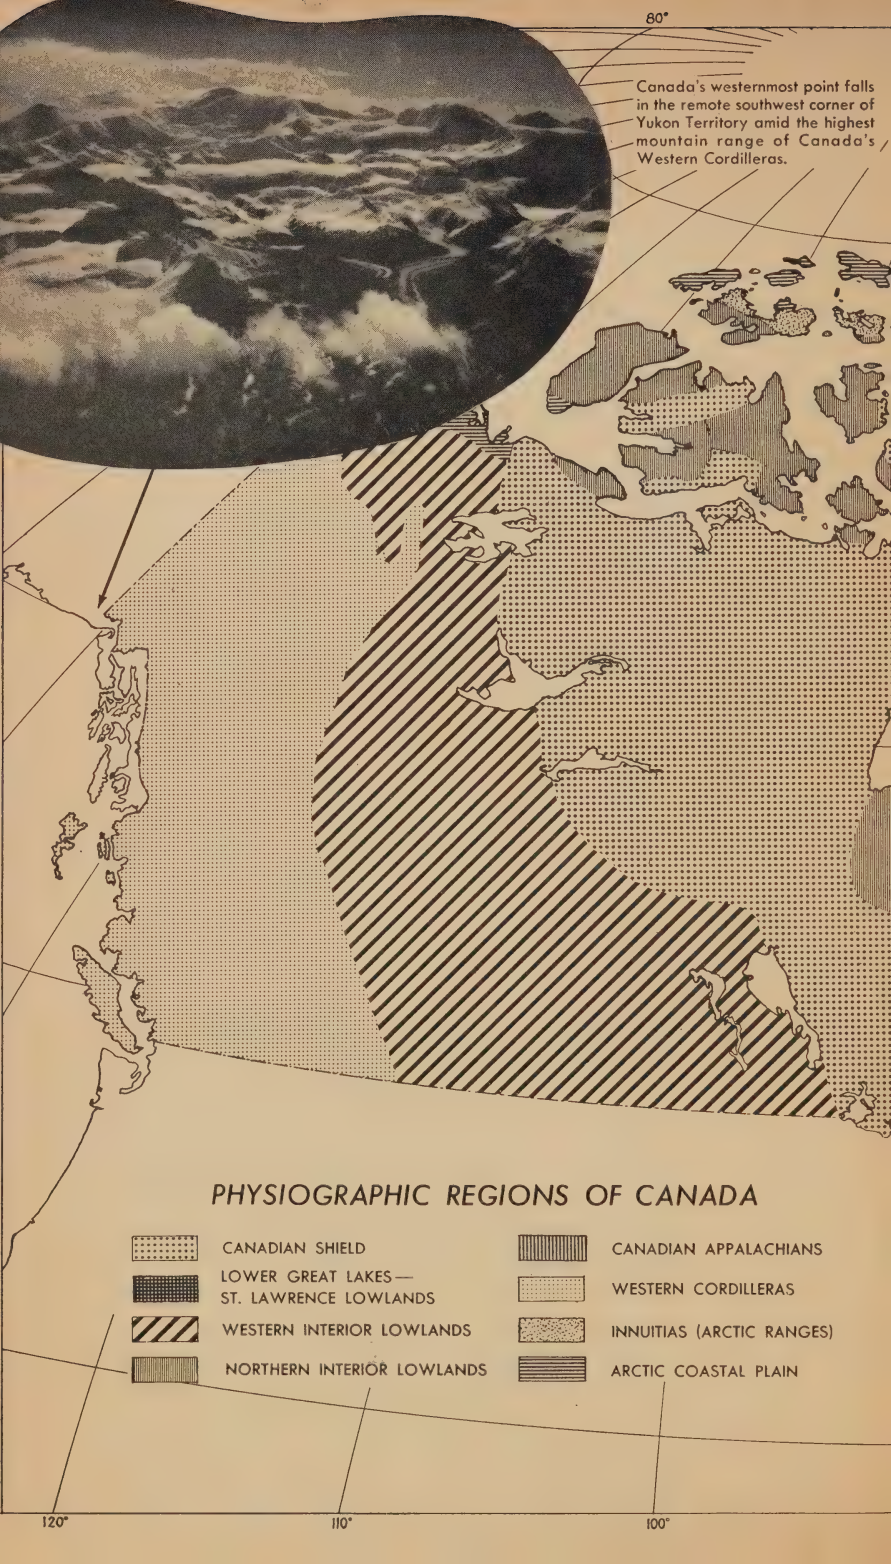 80°
Canada's westernmost point falls
in the remote southwest corner of
Yukon Territory amid the highest
mountain range of Canada's
Western Cordilleras.
PHYSIOGRAPHIC REGIONS OF CANADA
CANADIAN SHIELD
LOWER GREAT LAKES—
ST. LAWRENCE LOWLANDS
WESTERN INTERIOR LOWLANDS
NORTHERN INTERIOR LOWLANDS
CANADIAN APPALACHIANS
WESTERN CORDILLERAS
INNUITIAS (ARCTIC RANGES)
ARCTIC COASTAL PLAIN
120°
110°
100°